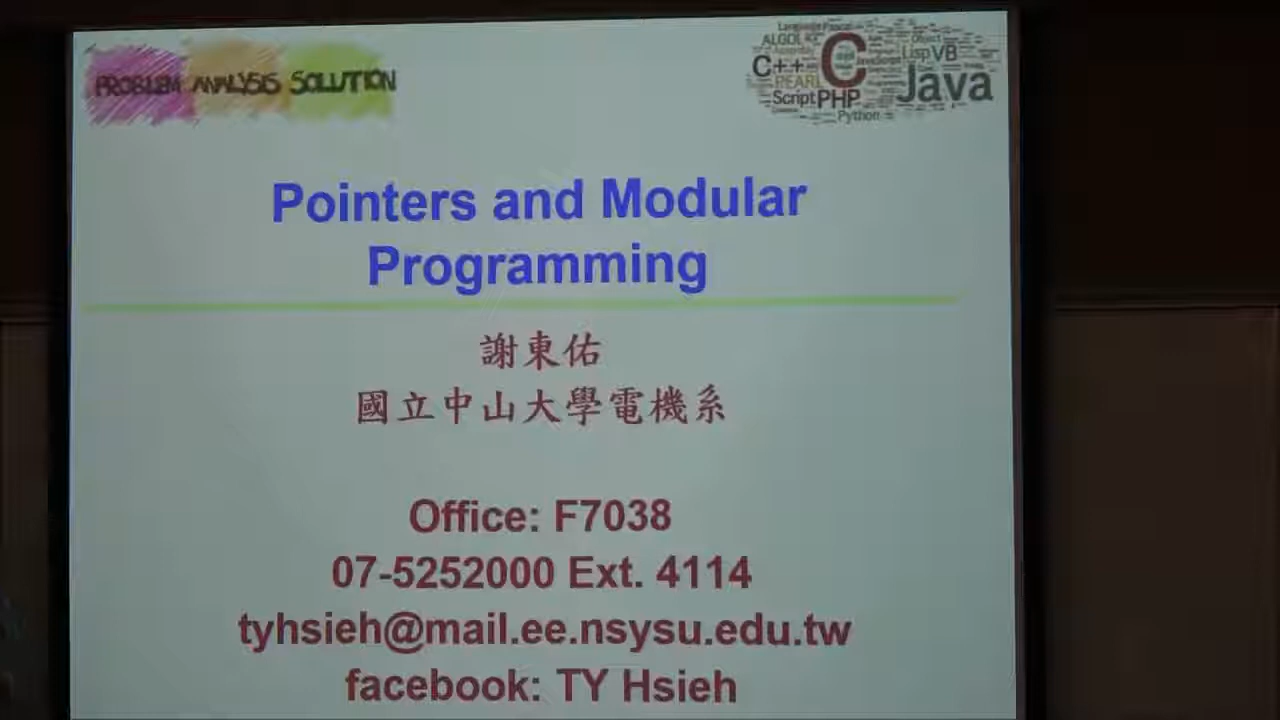 PROBLEM ANALYSIS SOLUTION
ALGOL
C
C++
Lisp VB
PEARL
Java
Script PHP
Python
Pointers and Modular
Programming
謝東佑
國立中山大學電機系
Office: F7038
07-5252000 Ext. 4114
tyhsieh@mail.ee.nsysu.edu.tw
facebook: TY Hsieh